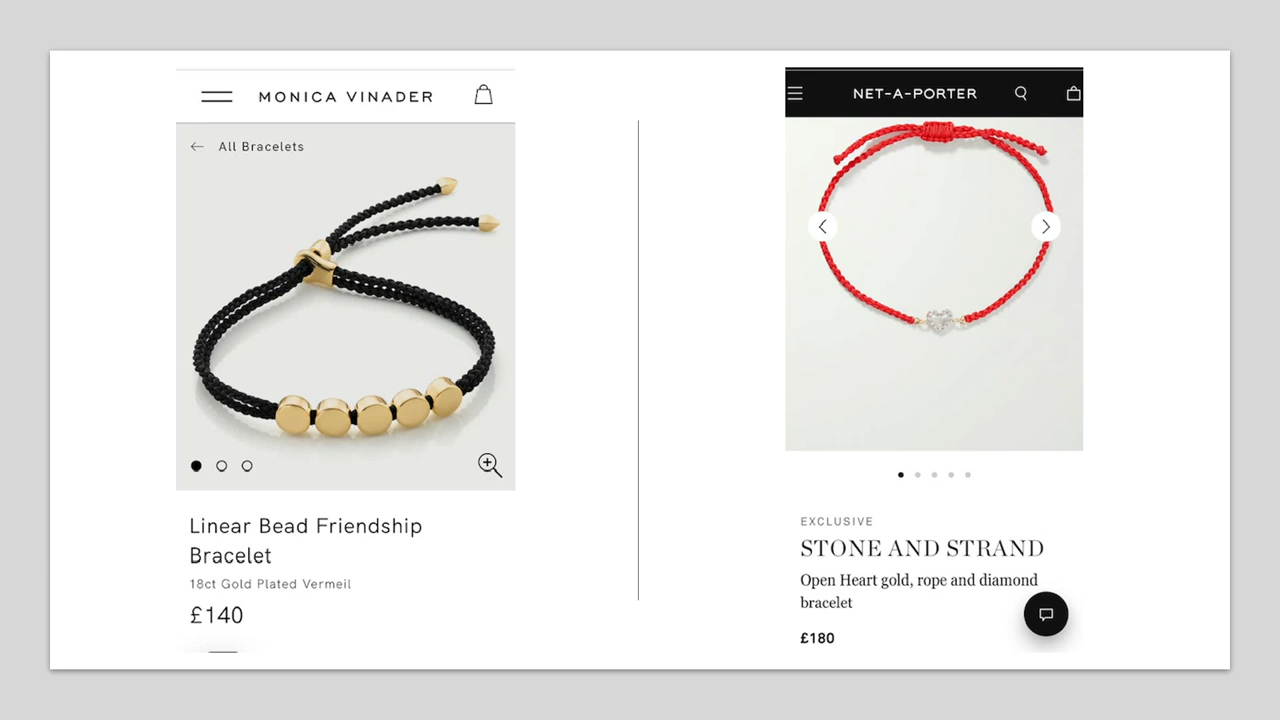 MONICA VINADER
All Bracelets
Linear Bead Friendship
Bracelet
18ct Gold Plated Vermeil
£140
NET-A-PORTER
EXCLUSIVE
STONE AND STRAND
Open Heart gold, rope and diamond
bracelet
£180